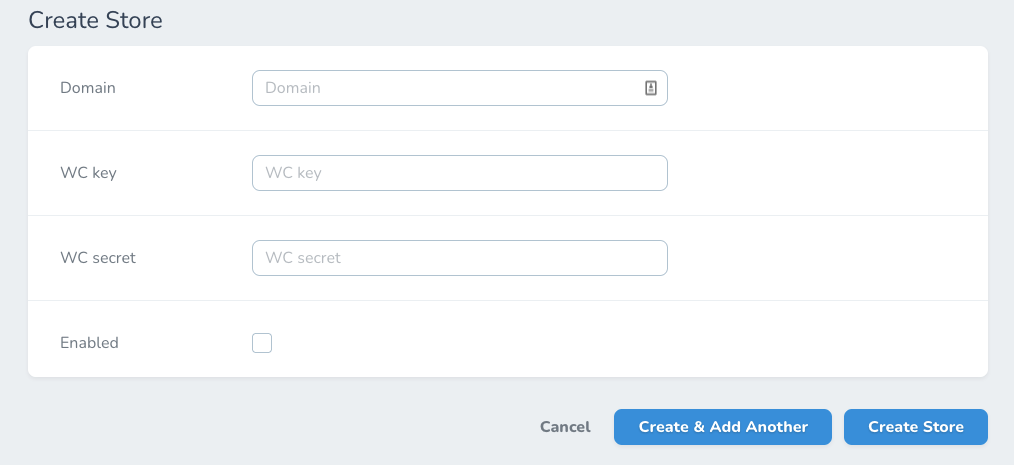 Create Store
Domain Domain
WC key WC key
WC secret WC secret
Enabled
Cancel Create & Add Another Create Store